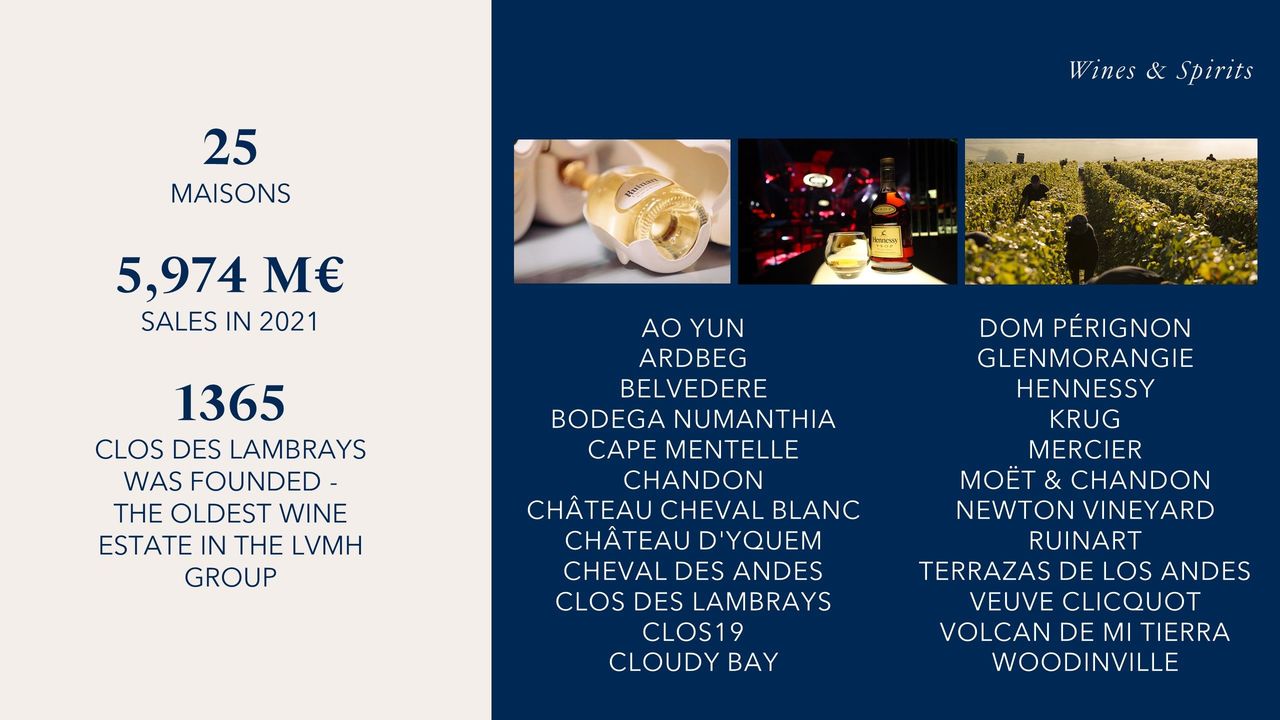 Wines & Spirits
25
MAISONS
5,974 M€
SALES IN 2021
1365
CLOS DES LAMBRAYS
WAS FOUNDED -
THE OLDEST WINE
ESTATE IN THE LVMH
GROUP
Ruinart
Hennessy
V.S.O.P
AO YUN
ARDBEG
BELVEDERE
BODEGA NUMANTHIA
CAPE MENTELLE
CHANDON
CHÂTEAU CHEVAL BLANC
CHÂTEAU D'YQUEM
CHEVAL DES ANDES
CLOS DES LAMBRAYS
CLOS19
CLOUDY BAY
DOM PÉRIGNON
GLENMORANGIE
HENNESSY
KRUG
MERCIER
MOËT & CHANDON
NEWTON VINEYARD
RUINART
TERRAZAS DE LOS ANDES
VEUVE CLICQUOT
VOLCAN DE MI TIERRA
WOODINVILLE